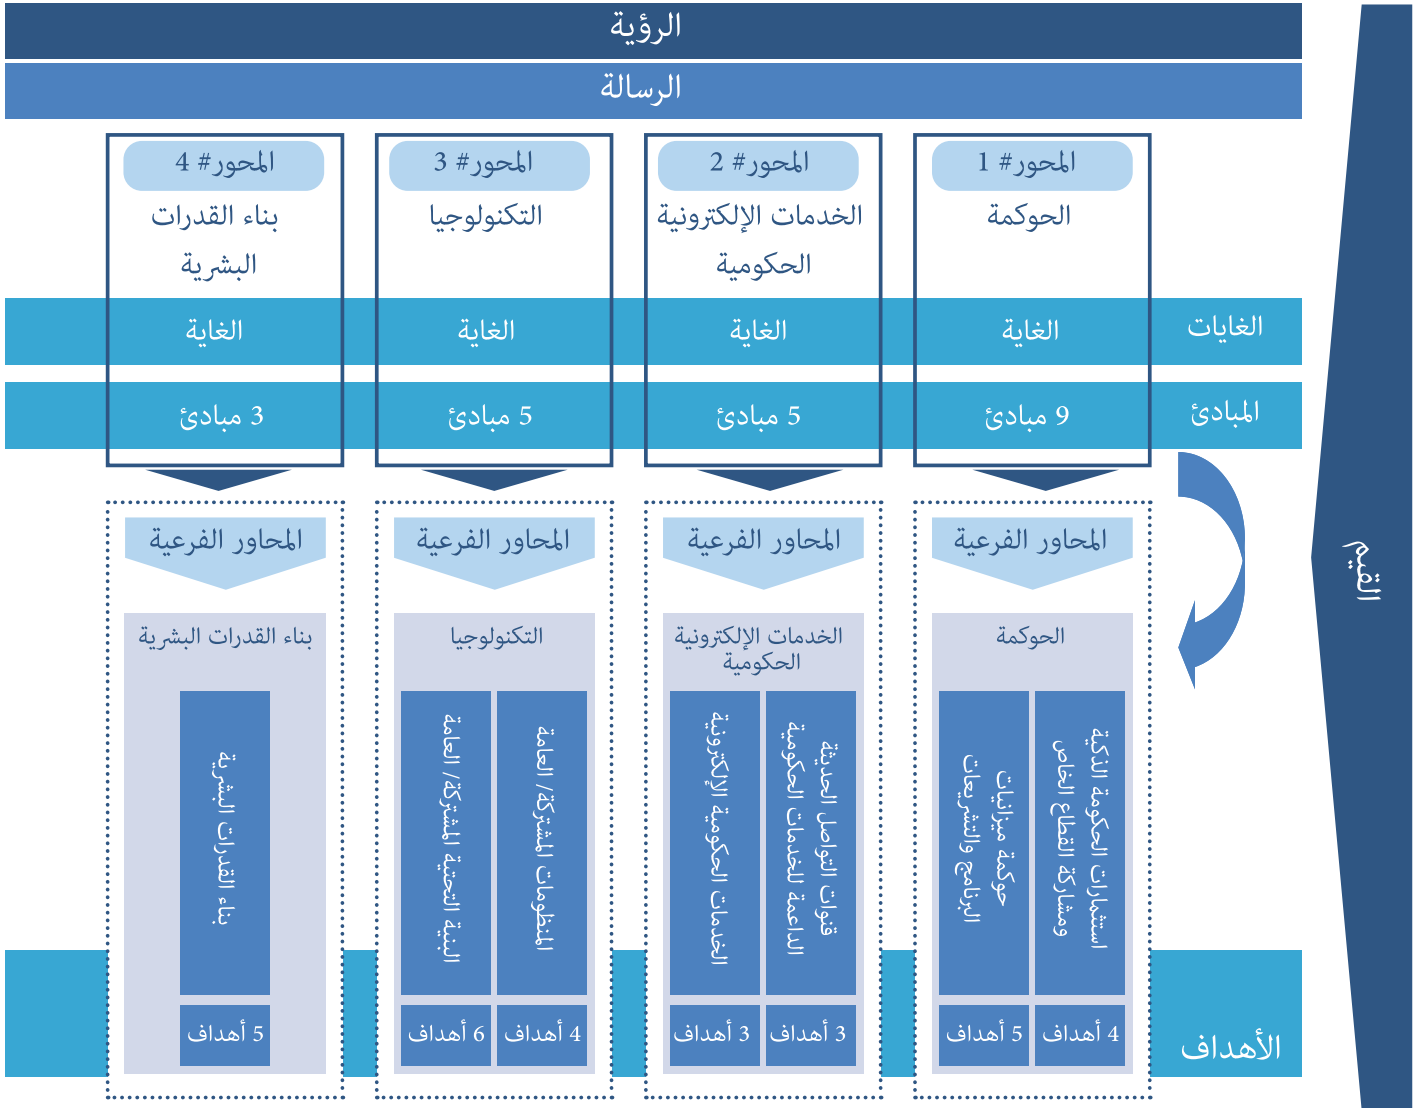 الرؤية
الرسالة
المحور# 1
الحوكمة
المحور# 2
الخدمات الإلكترونية
الحكومية
المحور# 3
التكنولوجيا
المحور# 4
بناء القدرات
البشرية
الغايات
الغاية
الغاية
الغاية
الغاية
المبادئ
9 مبادئ
5 مبادئ
5 مبادئ
3 مبادئ
المحاور الفرعية
المحاور الفرعية
المحاور الفرعية
المحاور الفرعية
الحوكمة
استثمارات الحكومة الذكية
ومشاركة القطاع الخاص
حوكمة ميزانيات
البرنامج والتشريعات
الخدمات الإلكترونية
الحكومية
قنوات التواصل الحديثة
الداعمة للخدمات الحكومية
الخدمات الحكومية الإلكترونية
التكنولوجيا
المنظومات المشتركة/ العامة
البنية التحتية المشتركة/ العامة
بناء القدرات البشرية
بناء القدرات البشرية
الأهداف
4 أهداف
5 أهداف
3 أهداف
3 أهداف
4 أهداف
6 أهداف
5 أهداف
القيم